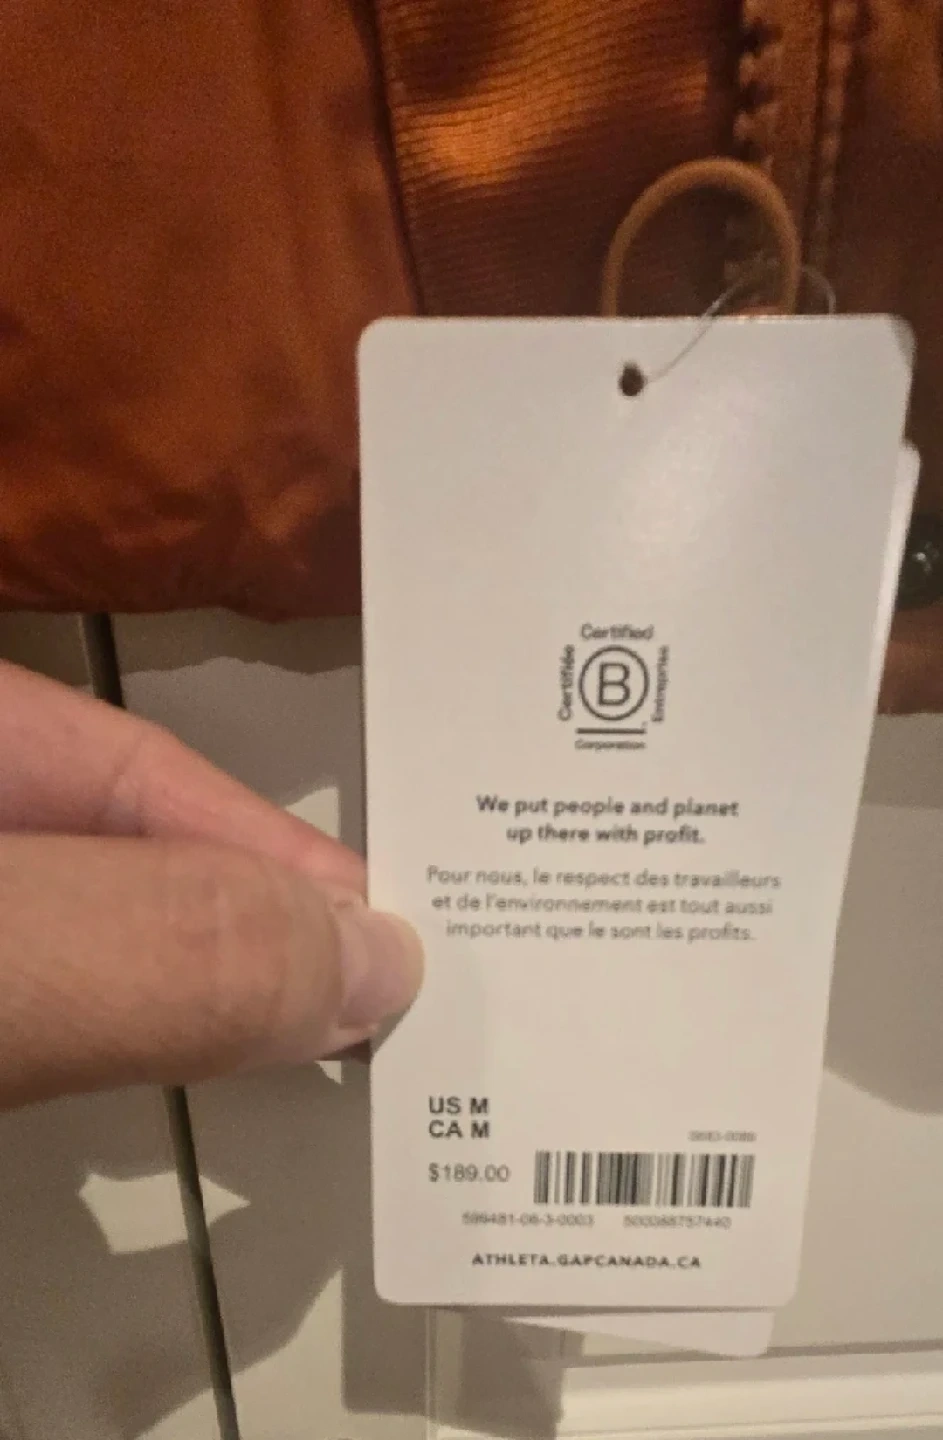 Certified
Certifiée
B
Entreprise
Corporation
We put people and planet
up there with profit.
Pour nous, le respect des travailleurs
et de l'environnement est tout aussi
important que le sont les profits.
US M
CA M
$189.00
ATHLETA.GAPCANADA.CA